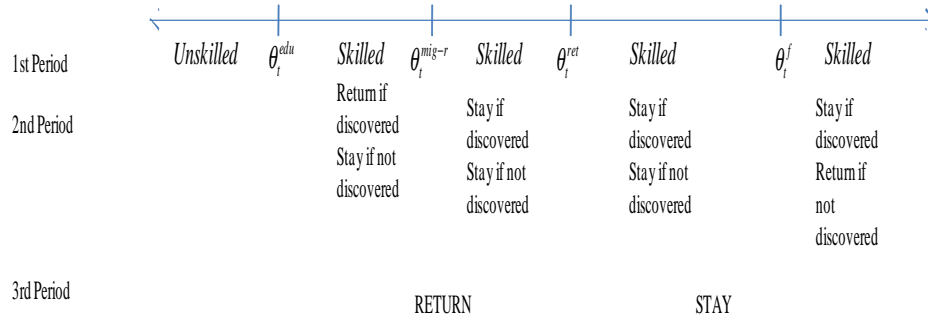 1st Period
Unskilled
θ_t^{edu}
Skilled
θ_t^{mig-r}
Skilled
θ_t^{ret}
Skilled
θ_t^{f}
Skilled
2nd Period
Return if
discovered
Stay if not
discovered
Stay if
discovered
Stay if not
discovered
Stay if
discovered
Stay if not
discovered
Stay if
discovered
Return if
not
discovered
3rd Period
RETURN
STAY